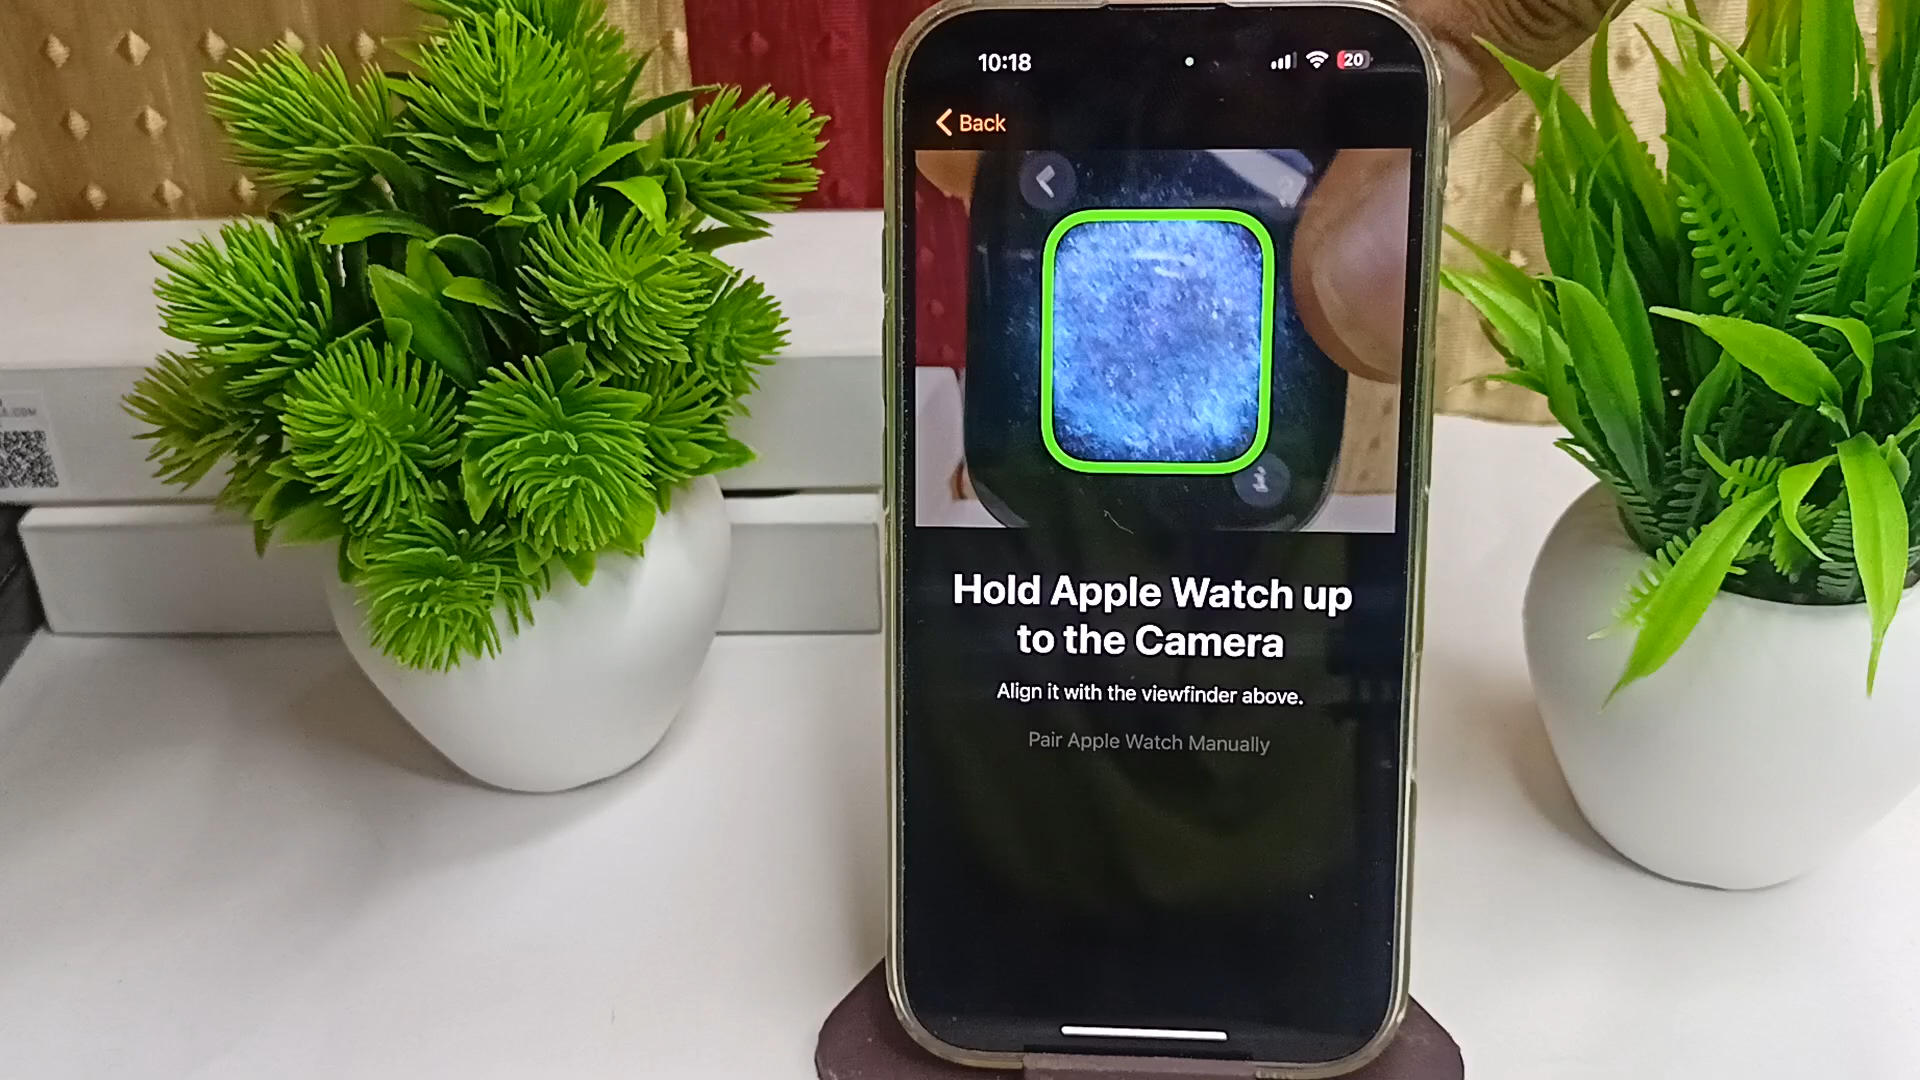 10:18
20
Back
Hold Apple Watch up
to the Camera
Align it with the viewfinder above.
Pair Apple Watch Manually